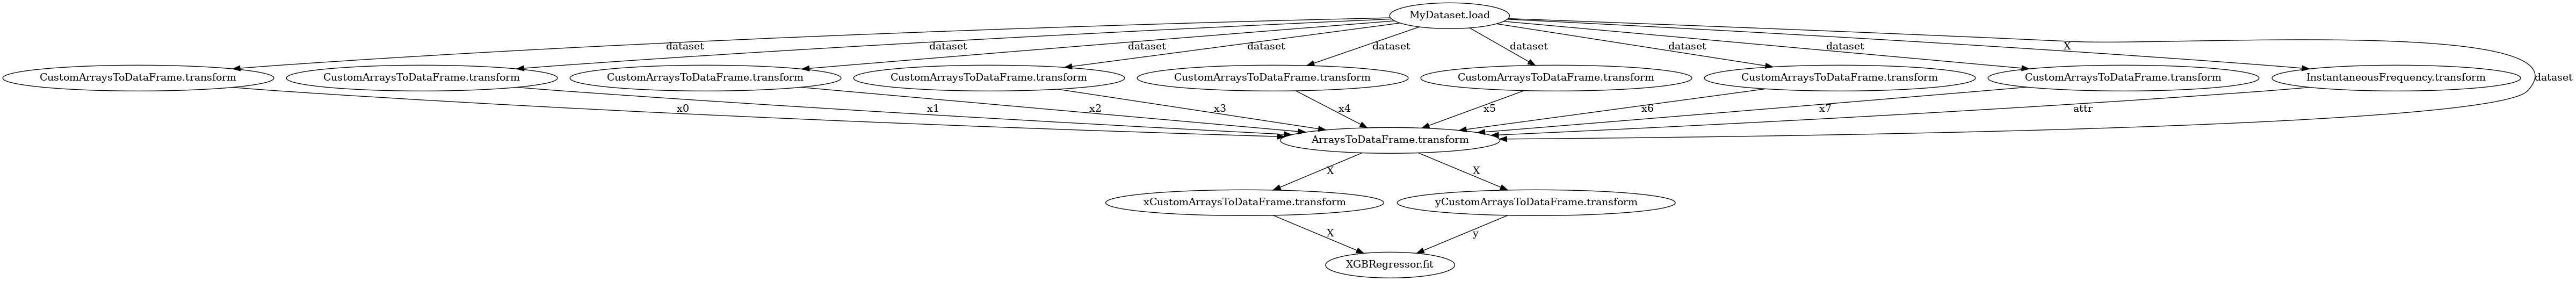 MyDataset.load
dataset dataset dataset dataset dataset dataset dataset dataset X
CustomArraysToDataFrame.transform CustomArraysToDataFrame.transform CustomArraysToDataFrame.transform CustomArraysToDataFrame.transform CustomArraysToDataFrame.transform CustomArraysToDataFrame.transform CustomArraysToDataFrame.transform CustomArraysToDataFrame.transform InstantaneousFrequency.transform dataset
x0 x1 x2 x3 x4 x5 x6 x7 attr
ArraysToDataFrame.transform
X X
xCustomArraysToDataFrame.transform yCustomArraysToDataFrame.transform
X y
XGBRegressor.fit